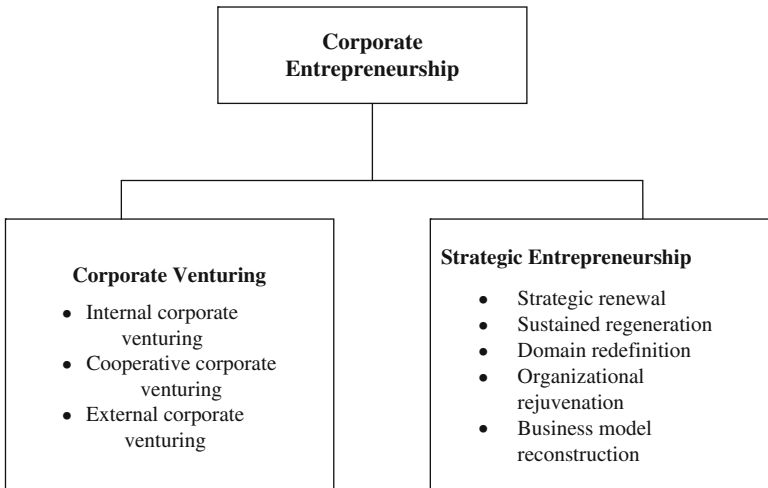 Corporate
Entrepreneurship
Corporate Venturing
• Internal corporate
venturing
• Cooperative corporate
venturing
• External corporate
venturing
Strategic Entrepreneurship
• Strategic renewal
• Sustained regeneration
• Domain redefinition
• Organizational
rejuvenation
• Business model
reconstruction